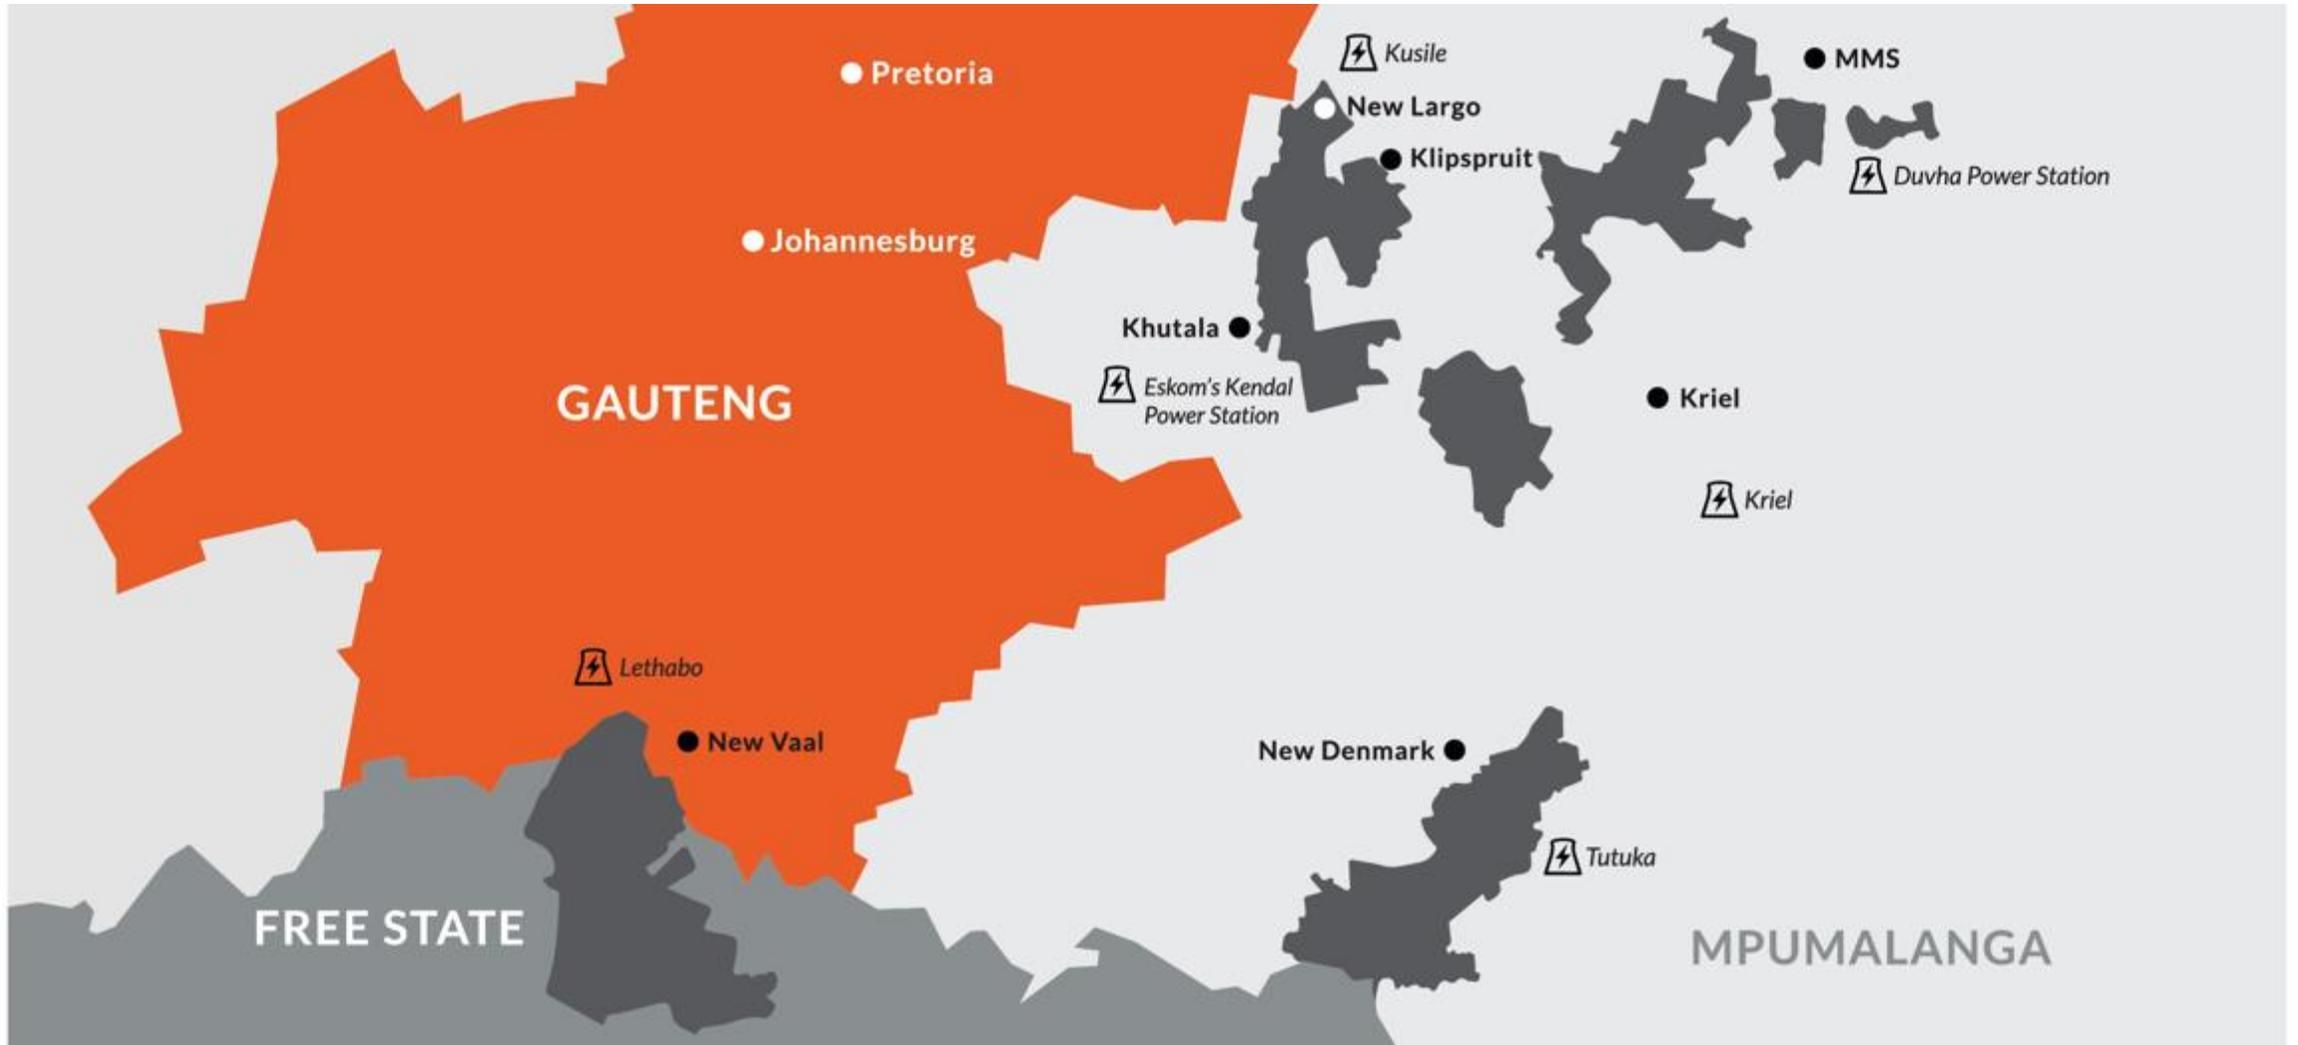 Kusile
MMS
Pretoria
New Largo
Klipspruit
Duvha Power Station
Johannesburg
Khutala
Eskom's Kendal
Power Station
Kriel
GAUTENG
Kriel
Lethabo
New Vaal
New Denmark
Tutuka
FREE STATE
MPUMALANGA